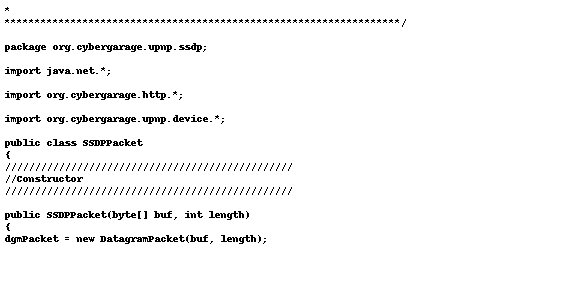 *
******************************************************************/
package org.cybergarage.upnp.ssdp;
import java.net.*;
import org.cybergarage.http.*;
import org.cybergarage.upnp.device.*;
public class SSDPPacket
{
////////////////////////////////////////////////
//Constructor
////////////////////////////////////////////////
public SSDPPacket(byte[] buf, int length)
{
dgmPacket = new DatagramPacket(buf, length);